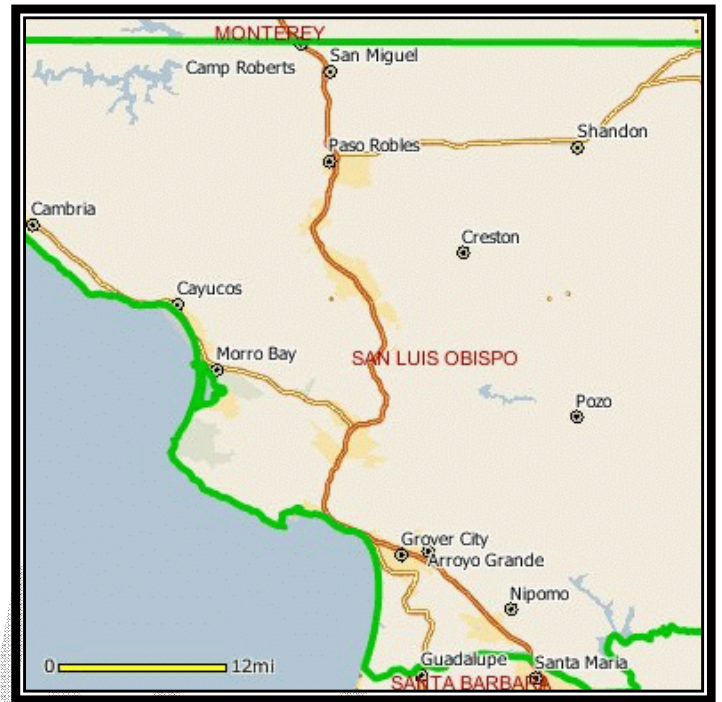 MONTEREY
San Miguel
Camp Roberts
Shandon
Paso Robles
Cambria
Creston
Cayucos
Morro Bay
SAN LUIS OBISPO
Pozo
Grover City
Arroyo Grande
Nipomo
Guadalupe
Santa Maria
0 12mi
SANTA BARBARA